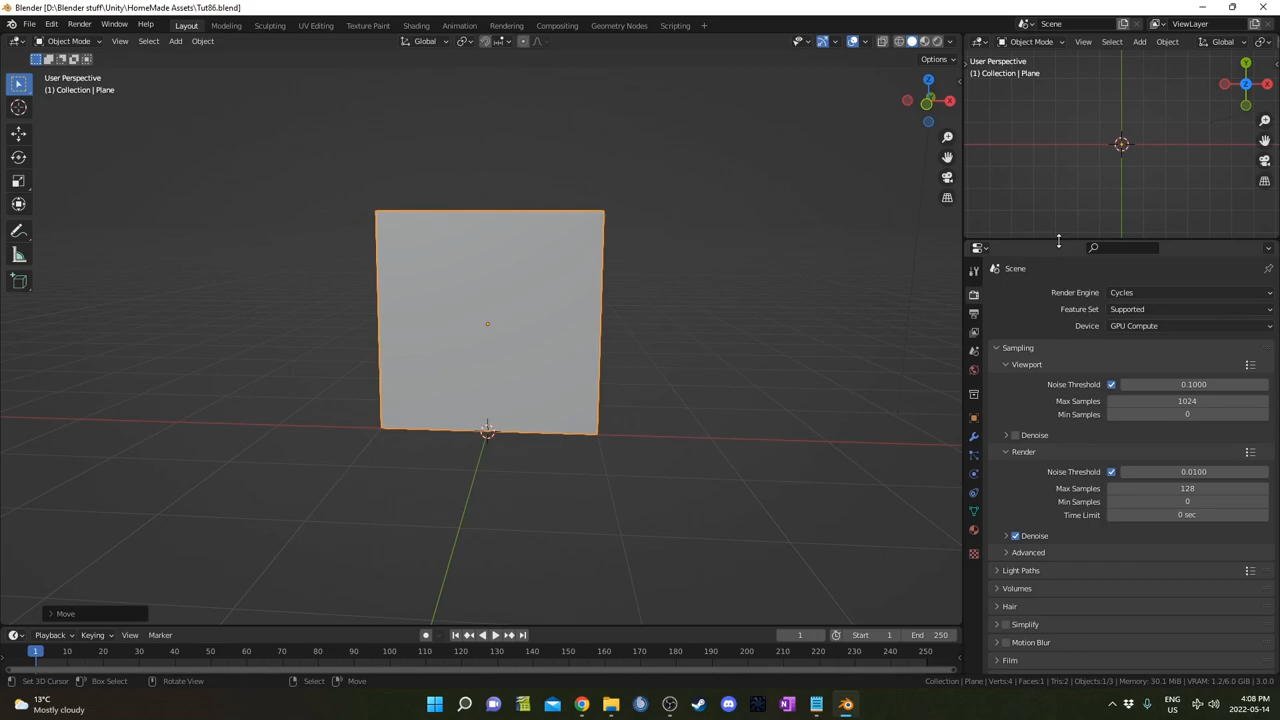 Blender [D:\Blender stuff\Unity\HomeMade Assets\Tut86.blend]
File Edit Render Window Help Layout Modeling Sculpting UV Editing Texture Paint Shading Animation Rendering Compositing Geometry Nodes Scripting + Scene ViewLayer
Object Mode View Select Add Object Global
Object Mode View Select Add Object Global
Options
User Perspective
(1) Collection | Plane
Z
X
User Perspective
(1) Collection | Plane
Y
Z
X
Scene
Render Engine Cycles
Feature Set Supported
Device GPU Compute
Sampling
Viewport
Noise Threshold 0.1000
Max Samples 1024
Min Samples 0
Denoise
Render
Noise Threshold 0.0100
Max Samples 128
Min Samples 0
Time Limit 0 sec
Denoise
Advanced
Light Paths
Volumes
Hair
Simplify
Motion Blur
Film
Move
Playback Keying View Marker 1 Start 1 End 250
1 10 20 30 40 50 60 70 80 90 100 110 120 130 140 150 160 170 180 190 200 210 220 230 240 250
Set 3D Cursor Box Select Rotate View Select Move Collection | Plane | Verts:4 | Faces:1 | Tris:2 | Objects:1/3 | Memory: 30.1 MiB | VRAM: 1.2/6.0 GiB | 3.0.0
13°C
Mostly cloudy
ENG
US
4:08 PM
2022-05-14